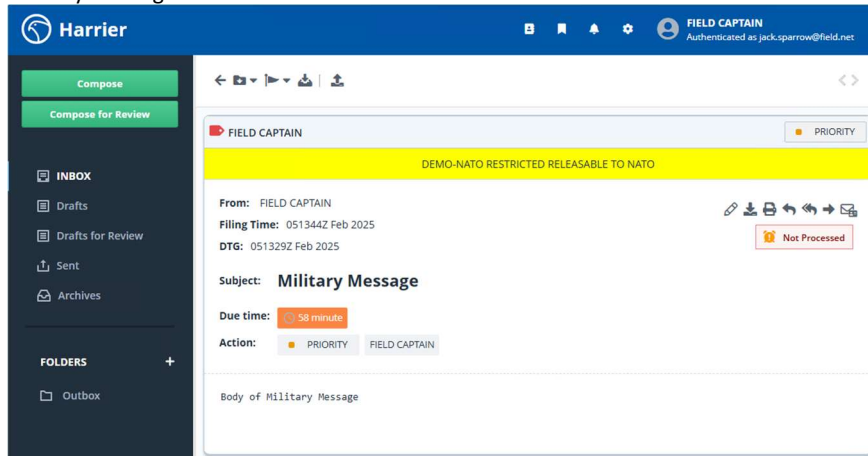 Harrier
FIELD CAPTAIN
Authenticated as jack.sparrow@field.net
Compose
Compose for Review
INBOX
Drafts
Drafts for Review
Sent
Archives
FOLDERS +
Outbox
FIELD CAPTAIN
PRIORITY
DEMO-NATO RESTRICTED RELEASABLE TO NATO
From: FIELD CAPTAIN
Filing Time: 051344Z Feb 2025
DTG: 051329Z Feb 2025
Not Processed
Subject: Military Message
Due time: 58 minute
Action: PRIORITY FIELD CAPTAIN
Body of Military Message